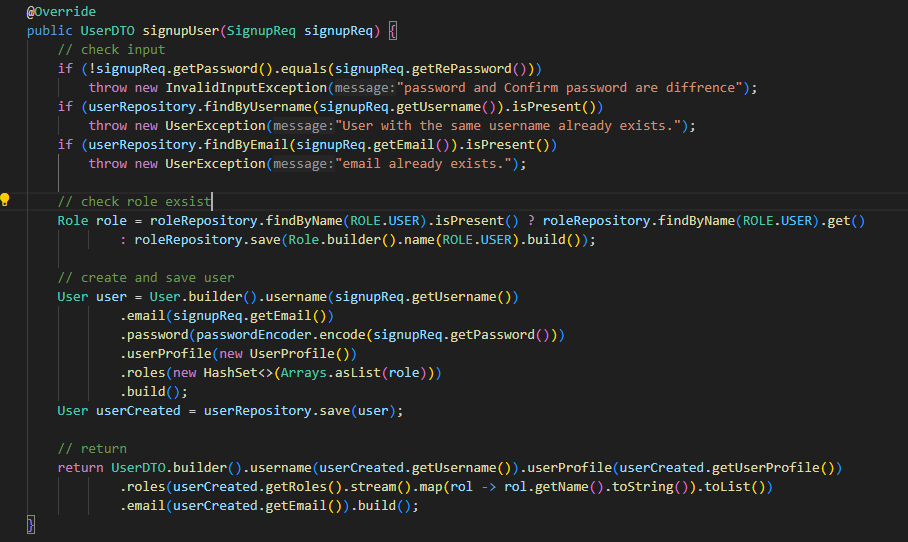 @Override
public UserDTO signupUser(SignupReq signupReq) {
// check input
if (!signupReq.getPassword().equals(signupReq.getRePassword()))
throw new InvalidInputException(message:"password and Confirm password are diffrence");
if (userRepository.findByUsername(signupReq.getUsername()).isPresent())
throw new UserException(message:"User with the same username already exists.");
if (userRepository.findByEmail(signupReq.getEmail()).isPresent())
throw new UserException(message:"email already exists.");
// check role exsist
Role role = roleRepository.findByName(ROLE.USER).isPresent() ? roleRepository.findByName(ROLE.USER).get()
: roleRepository.save(Role.builder().name(ROLE.USER).build());
// create and save user
User user = User.builder().username(signupReq.getUsername())
.email(signupReq.getEmail())
.password(passwordEncoder.encode(signupReq.getPassword()))
.userProfile(new UserProfile())
.roles(new HashSet<>(Arrays.asList(role)))
.build();
User userCreated = userRepository.save(user);
// return
return UserDTO.builder().username(userCreated.getUsername()).userProfile(userCreated.getUserProfile())
.roles(userCreated.getRoles().stream().map(rol -> rol.getName().toString()).toList())
.email(userCreated.getEmail()).build();
}